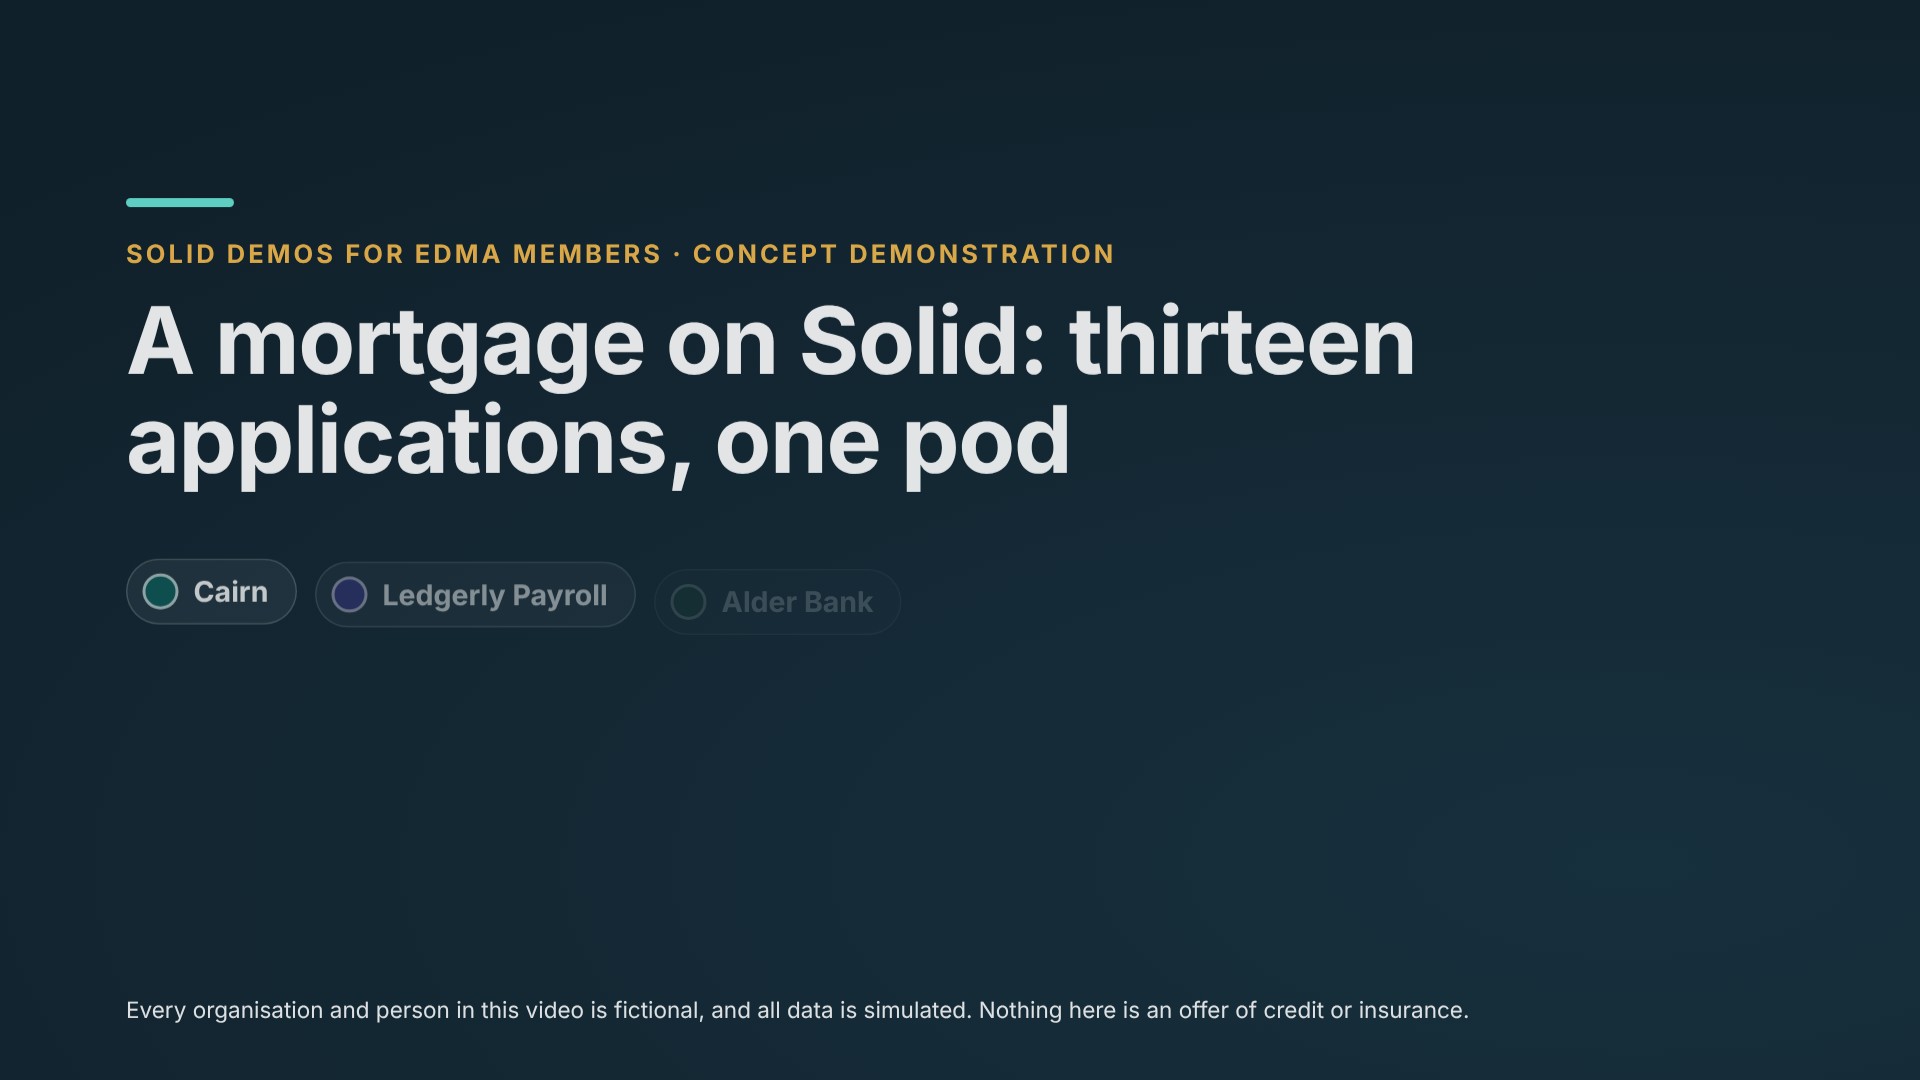 SOLID DEMOS FOR EDMA MEMBERS · CONCEPT DEMONSTRATION
A mortgage on Solid: thirteen
applications, one pod
Cairn
Ledgerly Payroll
Alder Bank
Every organisation and person in this video is fictional, and all data is simulated. Nothing here is an offer of credit or insurance.